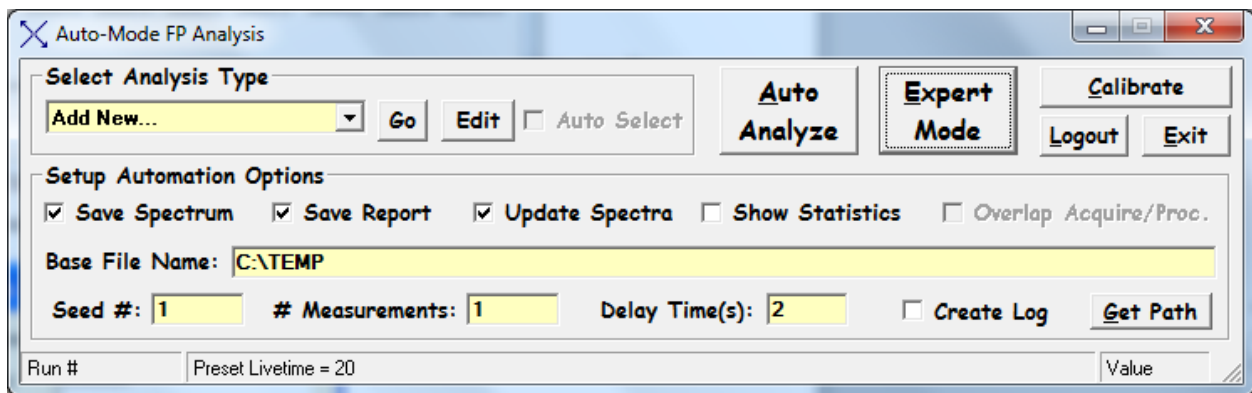 Auto-Mode FP Analysis
Select Analysis Type
Add New...
Go
Edit
Auto Select
Auto
Analyze
Expert
Mode
Calibrate
Logout
Exit
Setup Automation Options
Save Spectrum
Save Report
Update Spectra
Show Statistics
Overlap Acquire/Proc.
Base File Name: C:\TEMP
Seed #: 1
# Measurements: 1
Delay Time(s): 2
Create Log
Get Path
Run #
Preset Livetime = 20
Value